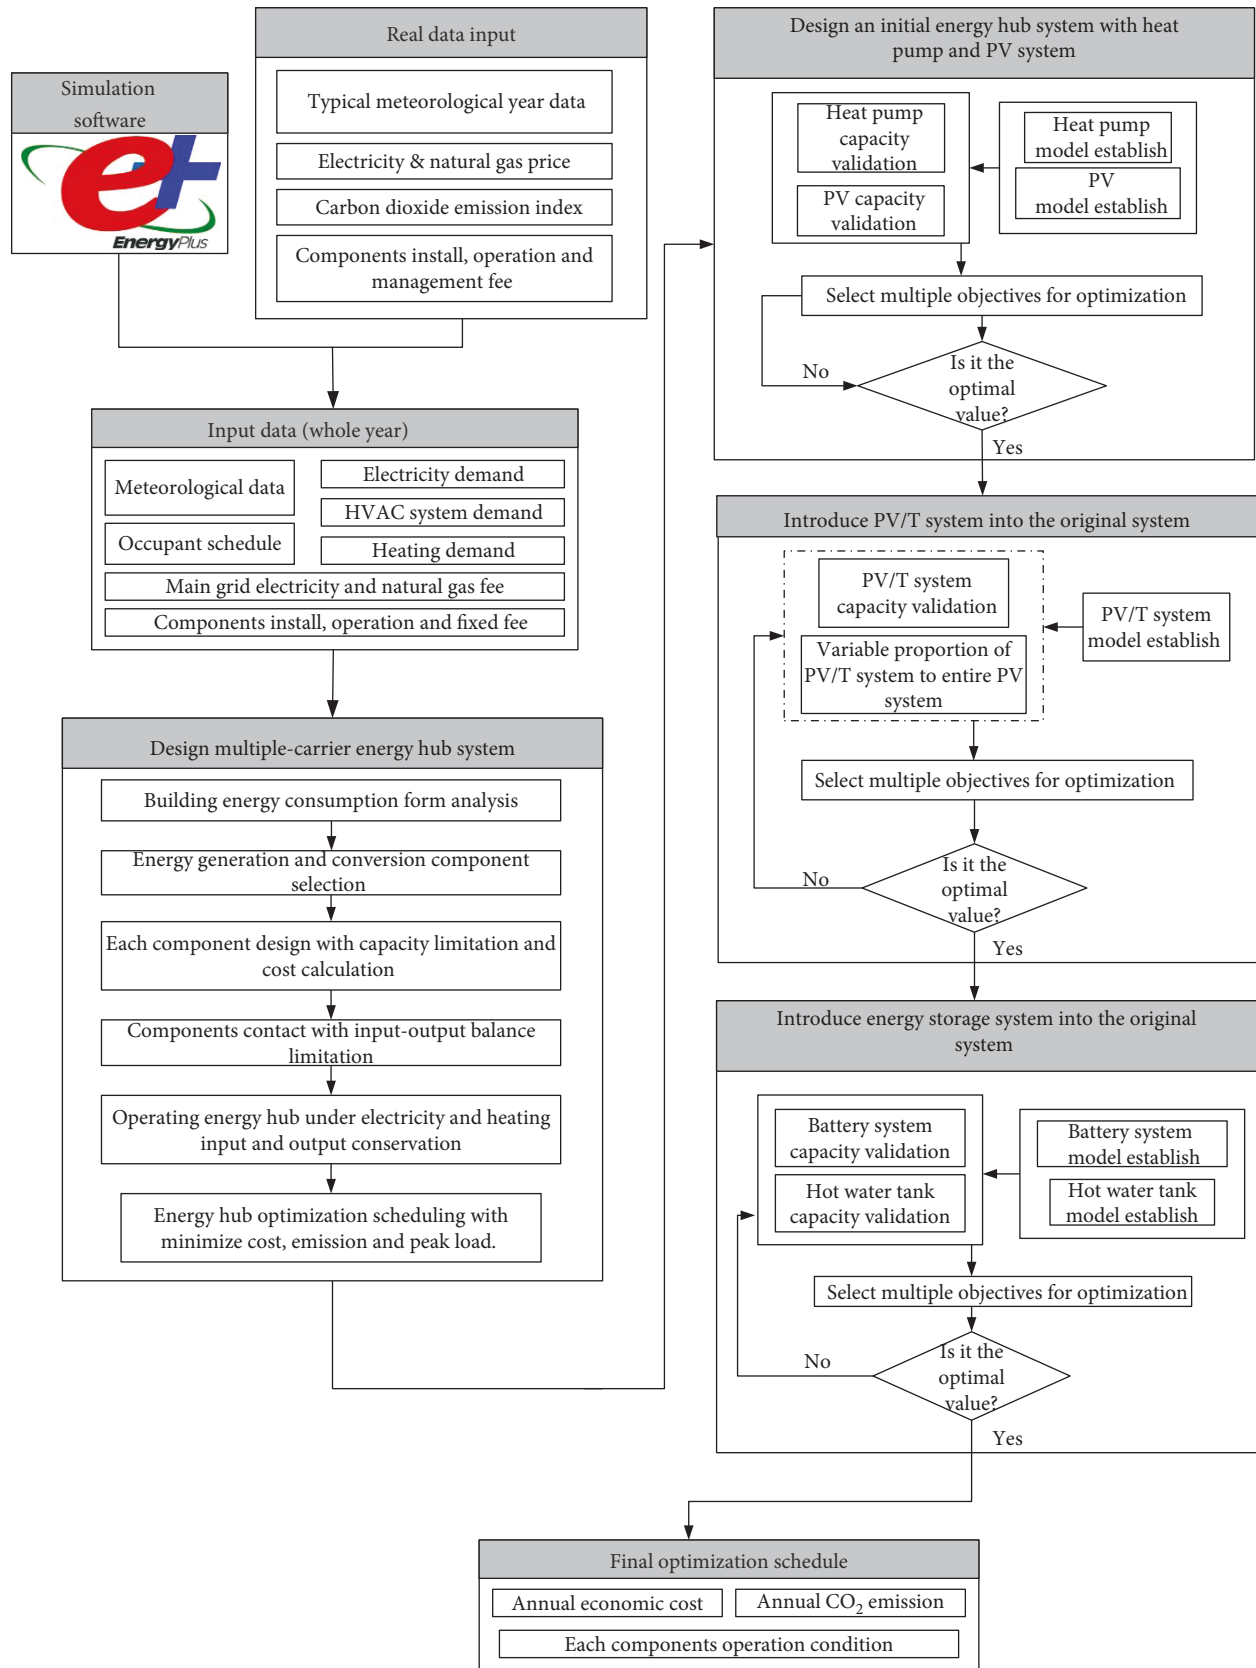 Simulation
software
e+
EnergyPlus
Real data input
Typical meteorological year data
Electricity & natural gas price
Carbon dioxide emission index
Components install, operation and
management fee
Input data (whole year)
Meteorological data
Occupant schedule
Electricity demand
HVAC system demand
Heating demand
Main grid electricity and natural gas fee
Components install, operation and fixed fee
Design multiple-carrier energy hub system
Building energy consumption form analysis
Energy generation and conversion component
selection
Each component design with capacity limitation and
cost calculation
Components contact with input-output balance
limitation
Operating energy hub under electricity and heating
input and output conservation
Energy hub optimization scheduling with
minimize cost, emission and peak load.
Design an initial energy hub system with heat
pump and PV system
Heat pump
capacity
validation
PV capacity
validation
Heat pump
model establish
PV
model establish
Select multiple objectives for optimization
Is it the
optimal
value?
No
Yes
Introduce PV/T system into the original system
PV/T system
capacity validation
Variable proportion of
PV/T system to entire PV
system
PV/T system
model establish
Select multiple objectives for optimization
Is it the
optimal
value?
No
Yes
Introduce energy storage system into the original
system
Battery system
capacity validation
Hot water tank
capacity validation
Battery system
model establish
Hot water tank
model establish
Select multiple objectives for optimization
Is it the
optimal
value?
No
Yes
Final optimization schedule
Annual economic cost
Annual CO₂ emission
Each components operation condition